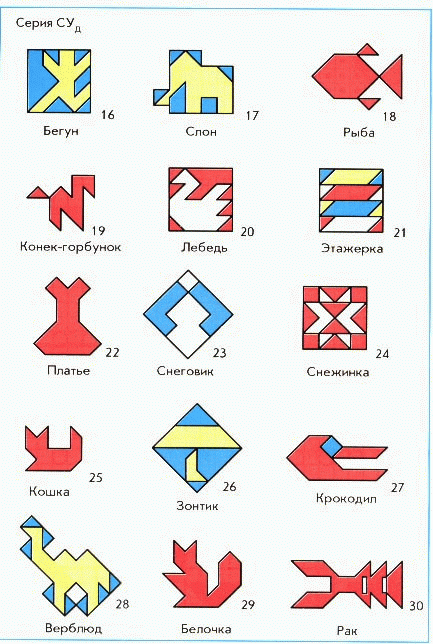 Серия СУд
16 17 18
Бегун Слон Рыба
19 20 21
Конек-горбунок Лебедь Этажерка
22 23 24
Платье Снеговик Снежинка
25 26 27
Кошка Зонтик Крокодил
28 29 30
Верблюд Белочка Рак